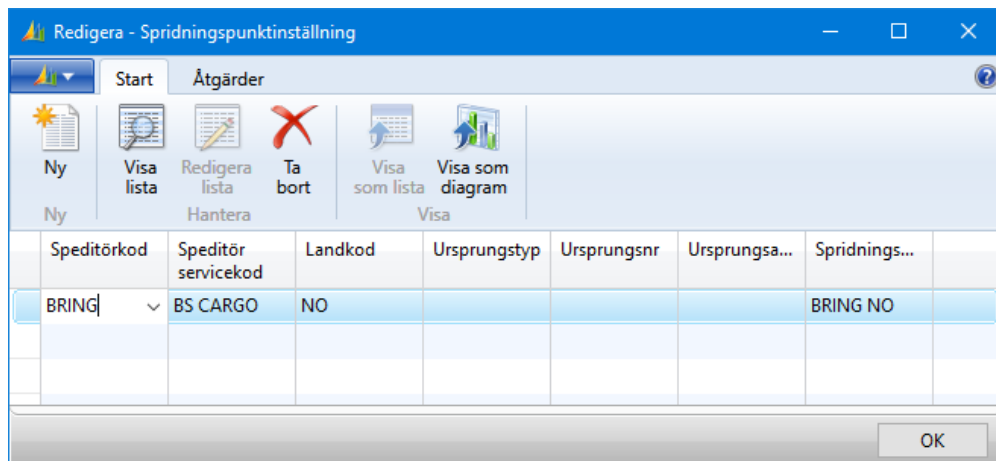 Redigera - Spridningspunktinställning
Start Åtgärder
Ny Visa lista Redigera lista Ta bort Visa som lista Visa som diagram
Ny Hantera Visa
Speditörkod Speditör servicekod Landkod Ursprungstyp Ursprungsnr Ursprungsa... Spridnings...
BRING BS CARGO NO BRING NO
OK